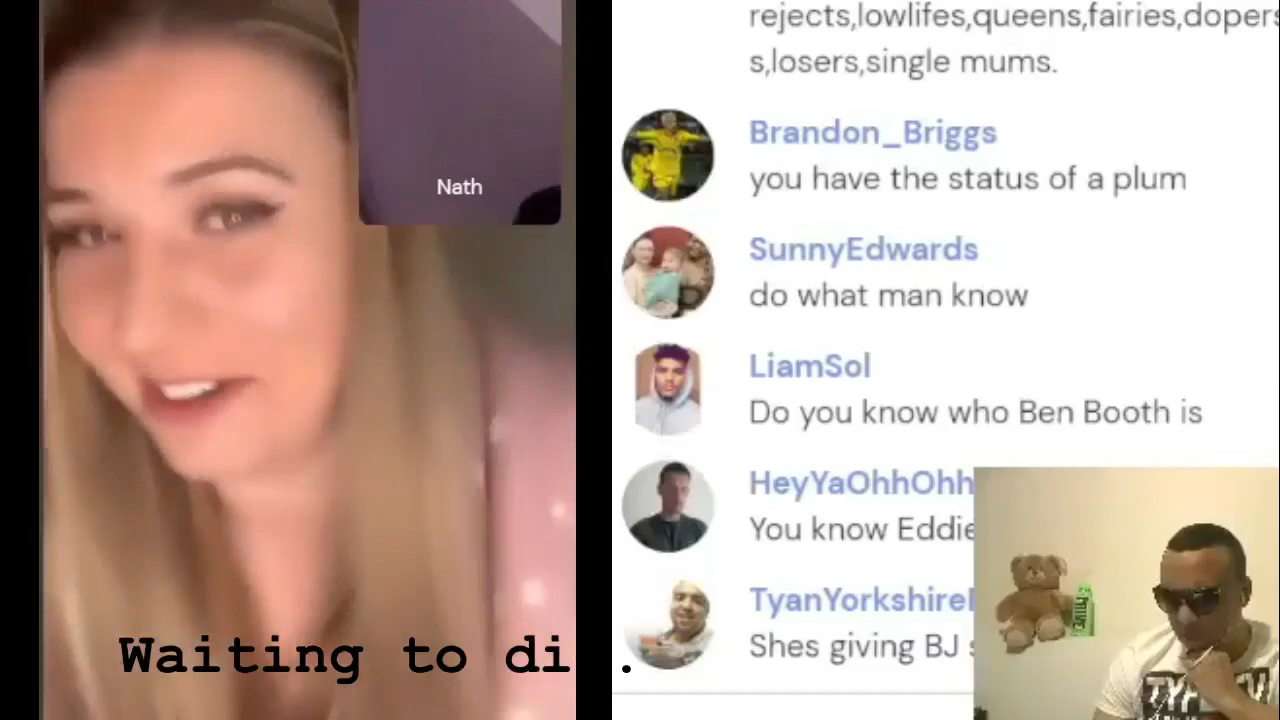 Nath
Waiting to di .
rejects,lowlifes,queens,fairies,dopers
s,losers,single mums.
Brandon_Briggs
you have the status of a plum
SunnyEdwards
do what man know
LiamSol
Do you know who Ben Booth is
HeyYaOhhOhh
You know Eddie
TyanYorkshire
Shes giving BJ